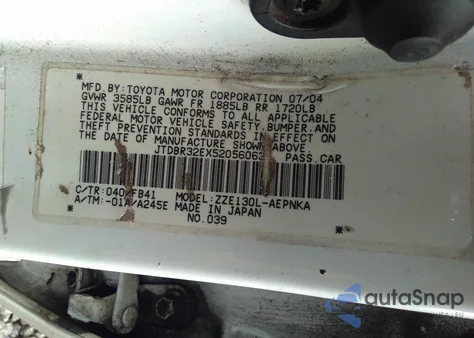 MFD.BY:TOYOTA MOTOR CORPORATION 07/04
GVWR 3585LB GAWR FR 1885LB RR 1720LB
THIS VEHICLE CONFORMS TO ALL APPLICABLE
FEDERAL MOTOR VEHICLE SAFETY,BUMPER,AND
THEFT PREVENTION STANDARDS IN EFFECT ON
THE DATE OF MANUFACTURE SHOWN ABOVE.
PASS.CAR
C/TR:040/FB41 MODEL:ZZE130L-AEPNKA
A/TM:-01A/A245E MADE IN JAPAN
NO.039
autoSnap